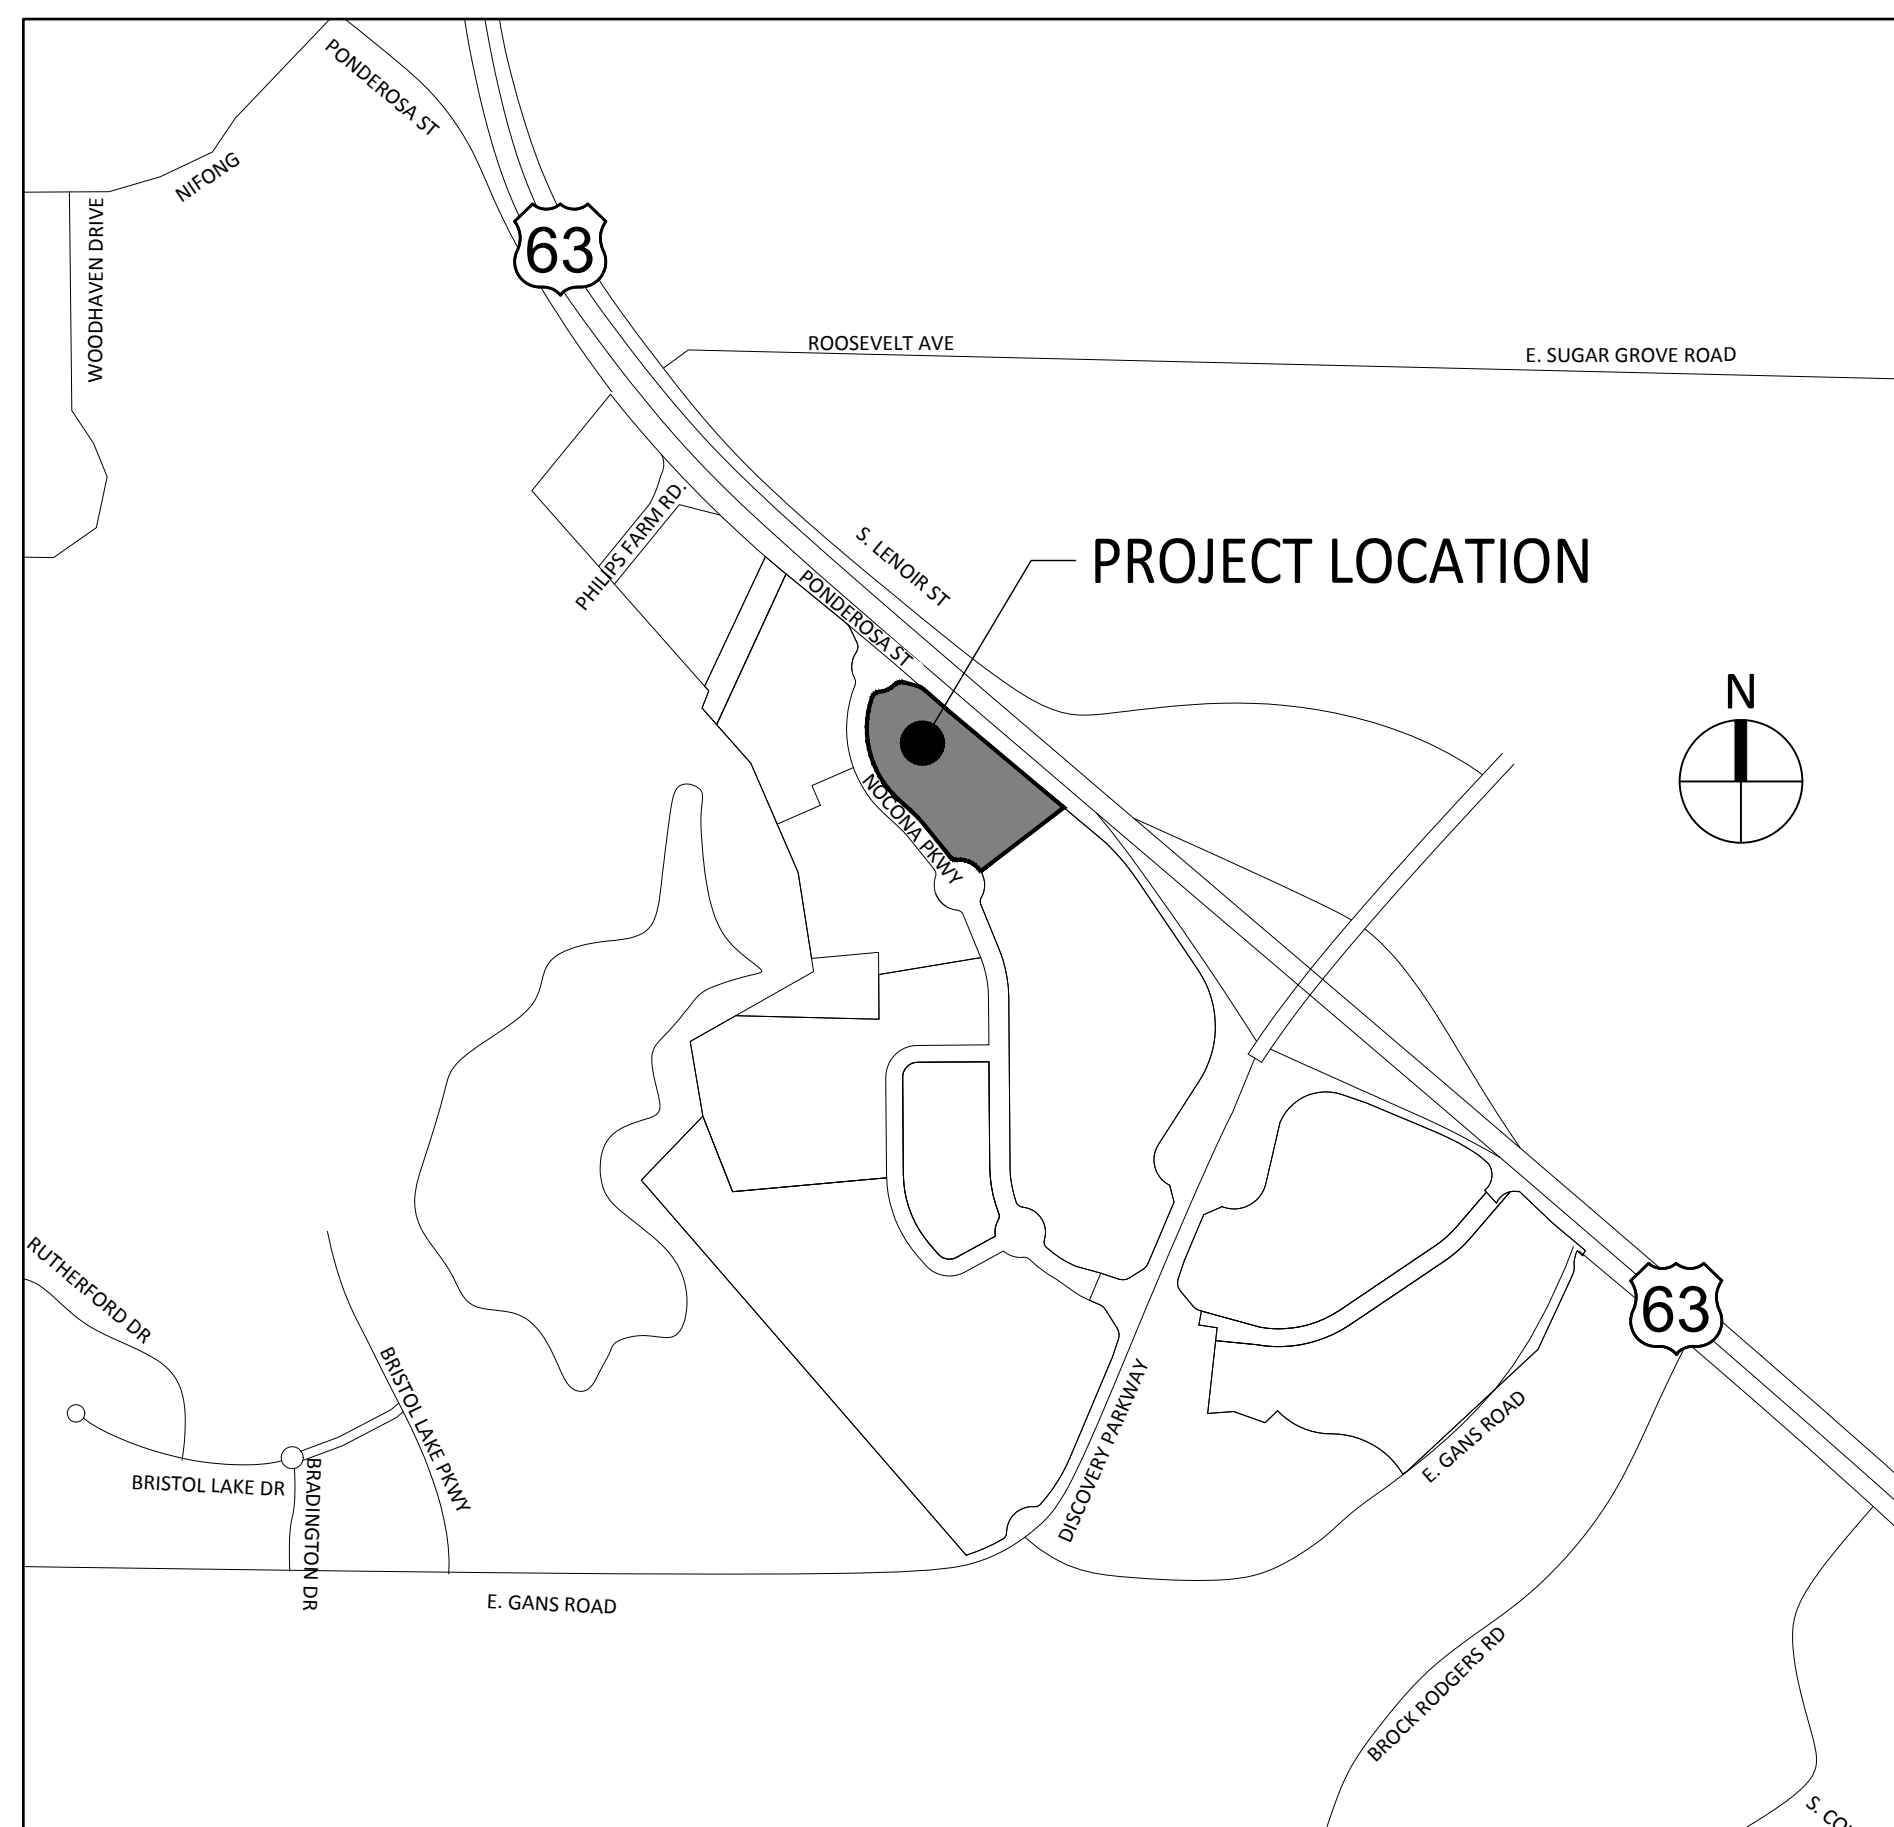 PONDEROSA ST
NIFONG
WOODHAVEN DRIVE
63
ROOSEVELT AVE
E. SUGAR GROVE ROAD
PHILIPS FARM RD.
S. LENOIR ST
PROJECT LOCATION
PONDEROSA ST
N
NOCONA PKWY
RUTHERFORD DR
63
BRISTOL LAKE PKWY
DISCOVERY PARKWAY
E. GANS ROAD
BRISTOL LAKE DR
BRADINGTON DR
E. GANS ROAD
BROCK RODGERS RD
S.